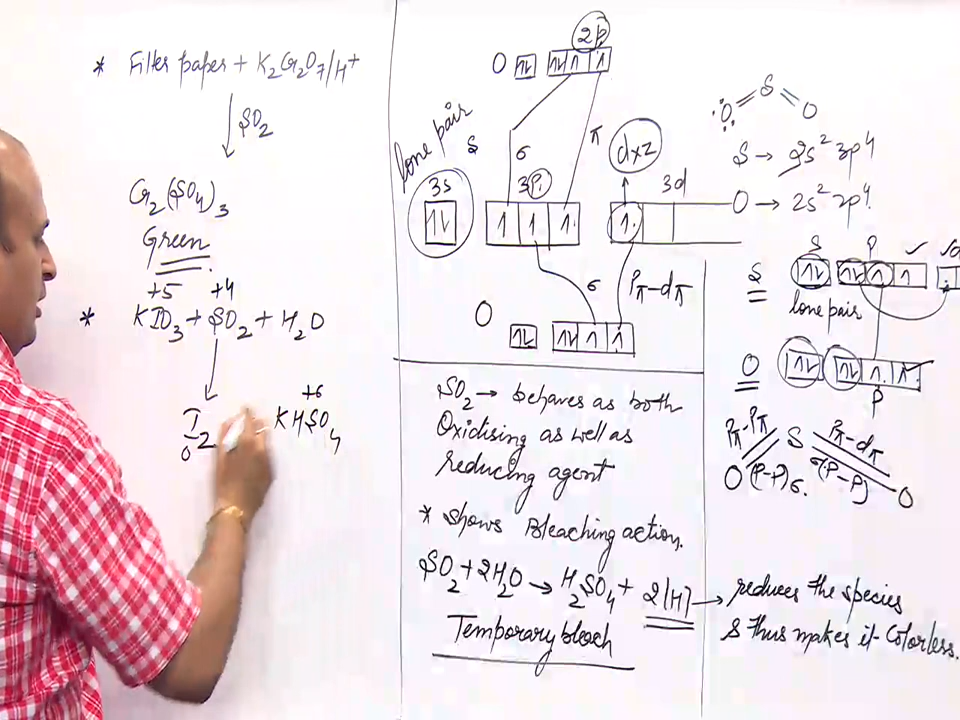 * Filter paper + K2Cr2O7/H+
SO2
Cr2(SO4)3
Green
+5 +4
* KIO3 + SO2 + H2O
+6
I2 KHSO4
0
2p
O
lone pair
S
σ
π
dxz
3s
3p
3d
σ
Pπ-dπ
O
SO2 → behaves as both
Oxidising as well as
reducing agent
* shows Bleaching action.
SO2 + 2H2O → H2SO4 + 2[H] → reduces the species
& thus makes it Colorless.
Temporary bleach
S
O O
S → 3s2 3p4
O → 2s2 2p4.
S P
S
lone pair
O
P
Pπ-Pπ S Pπ-dπ
O (P-P)σ. σ(P-P) O